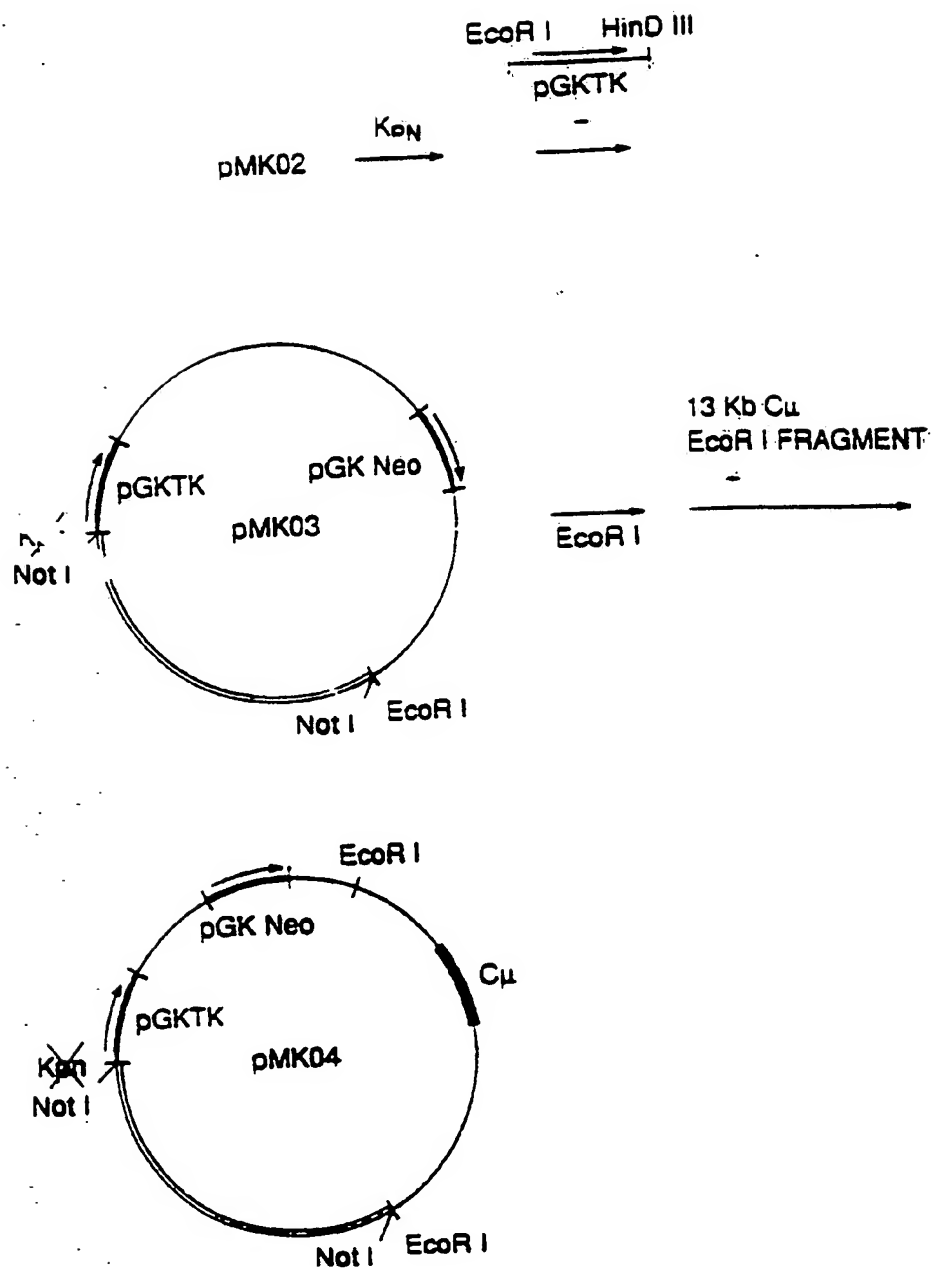 EcoR I HinD III
pGKTK
KpN
pMK02
13 Kb Cμ
EcoR I FRAGMENT
pGKTK
pGK Neo
pMK03
EcoR I
Not I
Not I EcoR I
EcoR I
pGK Neo
Cμ
pGKTK
Kpn
pMK04
Not I
Not I EcoR I